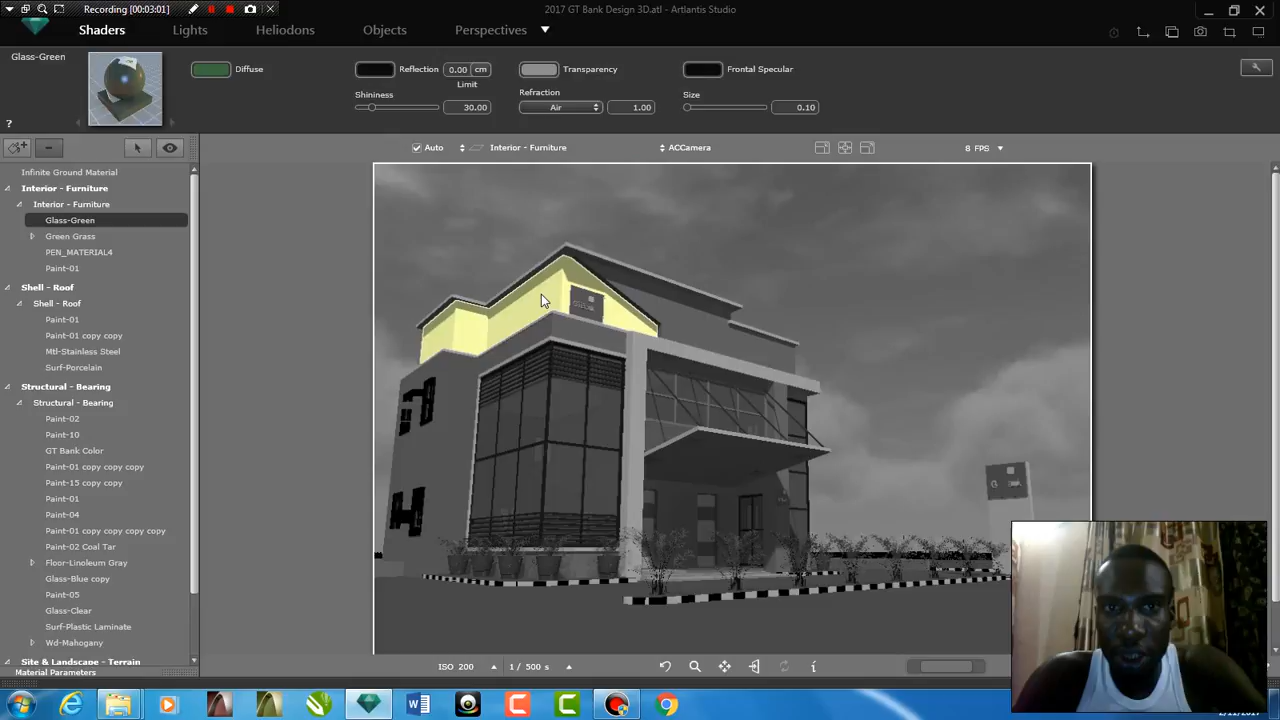 Recording [00:03:01]
2017 GT Bank Design 3D.atl - Artlantis Studio
Shaders Lights Heliodons Objects Perspectives
Glass-Green
Diffuse
Reflection 0.00 cm
Limit
Shininess
30.00
Transparency
Refraction
Air 1.00
Frontal Specular
Size
0.10
?
Auto Interior - Furniture ACCamera 8 FPS
Infinite Ground Material
Interior - Furniture
Interior - Furniture
Glass-Green
Green Grass
PEN_MATERIAL4
Paint-01
Shell - Roof
Shell - Roof
Paint-01
Paint-01 copy copy
Mtl-Stainless Steel
Surf-Porcelain
Structural - Bearing
Structural - Bearing
Paint-02
Paint-10
GT Bank Color
Paint-01 copy copy copy
Paint-15 copy copy
Paint-01
Paint-04
Paint-01 copy copy copy copy
Paint-02 Coal Tar
Floor-Linoleum Gray
Glass-Blue copy
Paint-05
Glass-Clear
Surf-Plastic Laminate
Wd-Mahogany
Site & Landscape - Terrain
Material Parameters
ISO 200 1 / 500 s